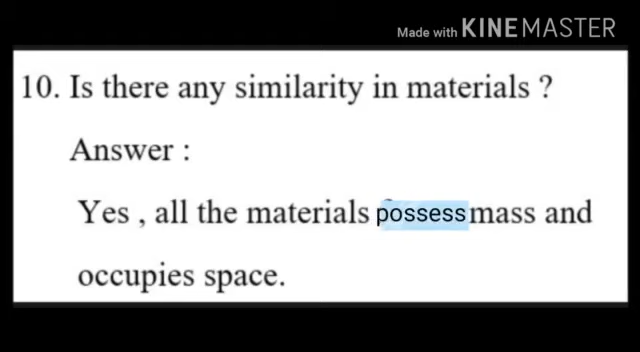 Made with KINEMASTER
10. Is there any similarity in materials ?
Answer :
Yes , all the materials possess mass and
occupies space.